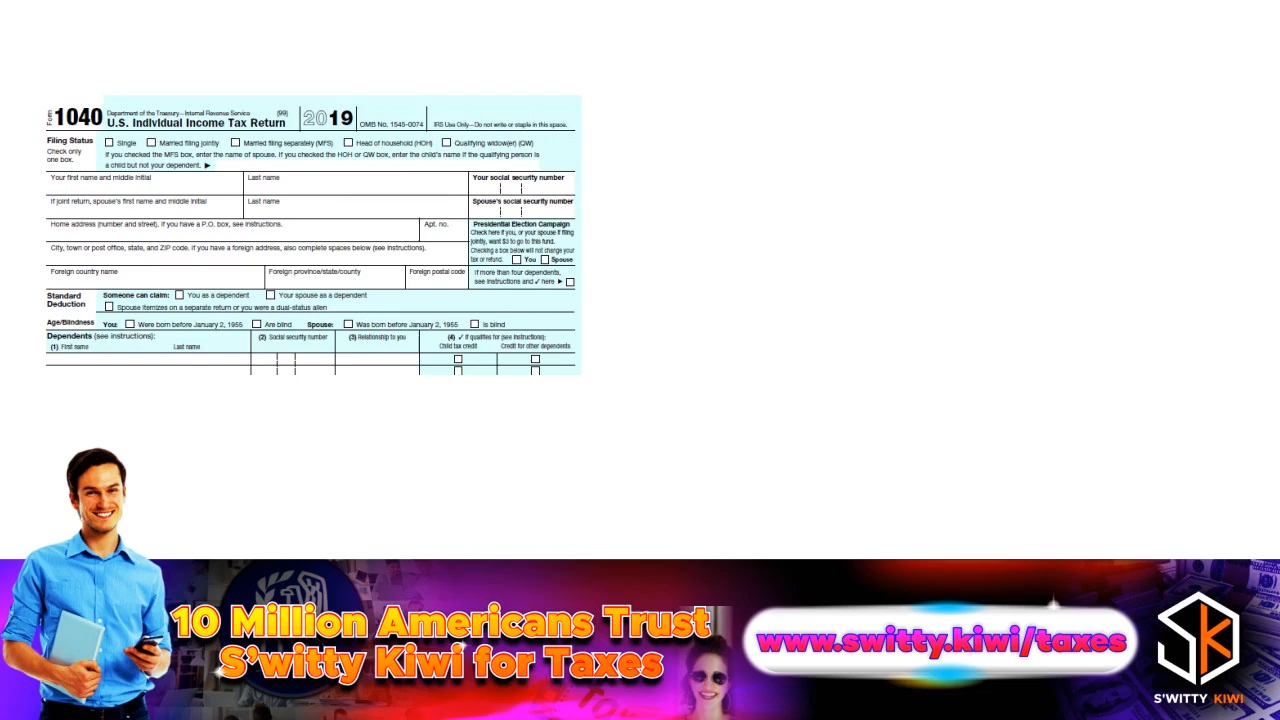 Form 1040 Department of the Treasury—Internal Revenue Service (99)
U.S. Individual Income Tax Return 2019 OMB No. 1545-0074 IRS Use Only—Do not write or staple in this space.
Filing Status
Check only
one box.
Single Married filing jointly Married filing separately (MFS) Head of household (HOH) Qualifying widow(er) (QW)
If you checked the MFS box, enter the name of spouse. If you checked the HOH or QW box, enter the child's name if the qualifying person is
a child but not your dependent. ▶
Your first name and middle initial Last name Your social security number
If joint return, spouse's first name and middle initial Last name Spouse's social security number
Home address (number and street). If you have a P.O. box, see instructions. Apt. no.
Presidential Election Campaign
Check here if you, or your spouse if filing
jointly, want $3 to go to this fund.
Checking a box below will not change your
tax or refund. You Spouse
City, town or post office, state, and ZIP code. If you have a foreign address, also complete spaces below (see instructions).
Foreign country name Foreign province/state/county Foreign postal code
If more than four dependents,
see instructions and ✓ here ▶
Standard
Deduction
Someone can claim: You as a dependent Your spouse as a dependent
Spouse itemizes on a separate return or you were a dual-status alien
Age/Blindness You: Were born before January 2, 1955 Are blind Spouse: Was born before January 2, 1955 Is blind
Dependents (see instructions): (2) Social security number (3) Relationship to you (4) ✓ if qualifies for (see instructions):
(1) First name Last name Child tax credit Credit for other dependents
10 Million Americans Trust
S'witty Kiwi for Taxes
www.switty.kiwi/taxes
SK
S'WITTY KIWI